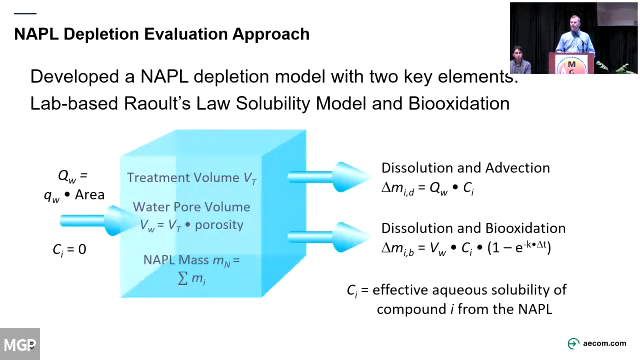 NAPL Depletion Evaluation Approach
Developed a NAPL depletion model with two key elements:
Lab-based Raoult's Law Solubility Model and Biooxidation
Q_w =
q_w • Area
C_i = 0
Treatment Volume V_T
Water Pore Volume
V_w = V_T • porosity
NAPL Mass m_N =
∑ m_i
Dissolution and Advection
Δm_i,d = Q_w • C_i
Dissolution and Biooxidation
Δm_i,b = V_w • C_i • (1 – e^-k•Δt)
C_i = effective aqueous solubility of
compound i from the NAPL
MGP
aecom.com